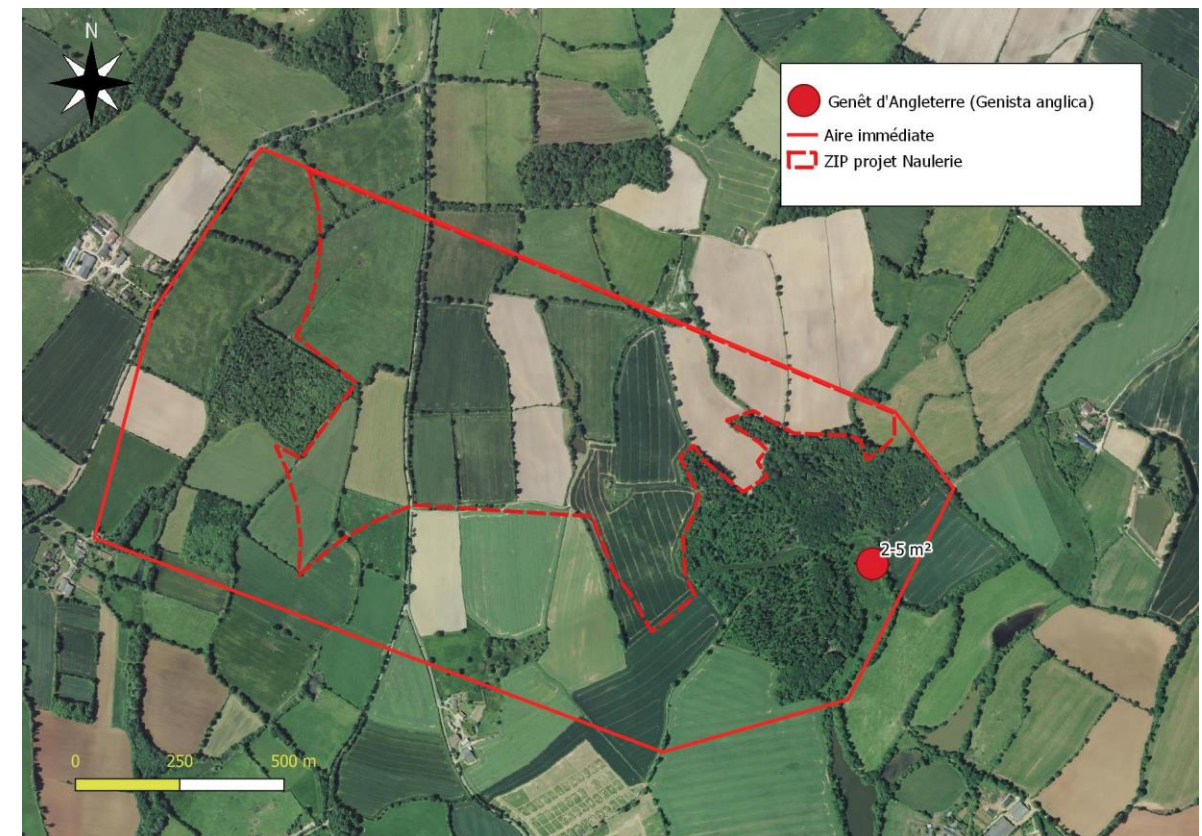 N
Genêt d'Angleterre (Genista anglica)
Aire immédiate
ZIP projet Naulerie
2-5 m²
0 250 500 m